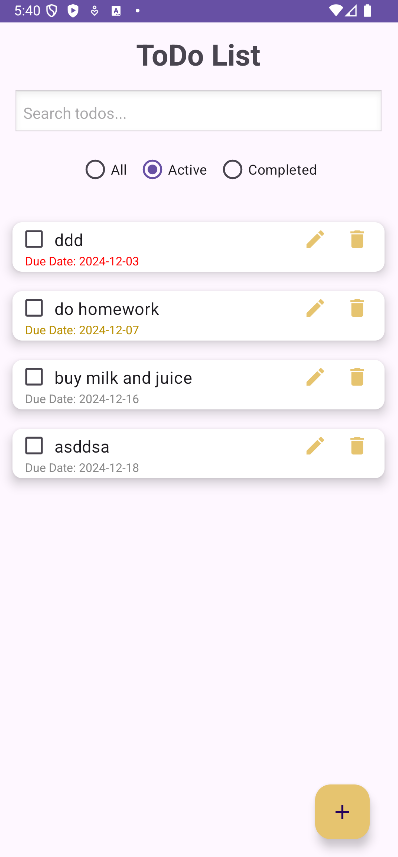 5:40
ToDo List
Search todos...
All Active Completed
ddd
Due Date: 2024-12-03
do homework
Due Date: 2024-12-07
buy milk and juice
Due Date: 2024-12-16
asddsa
Due Date: 2024-12-18
+